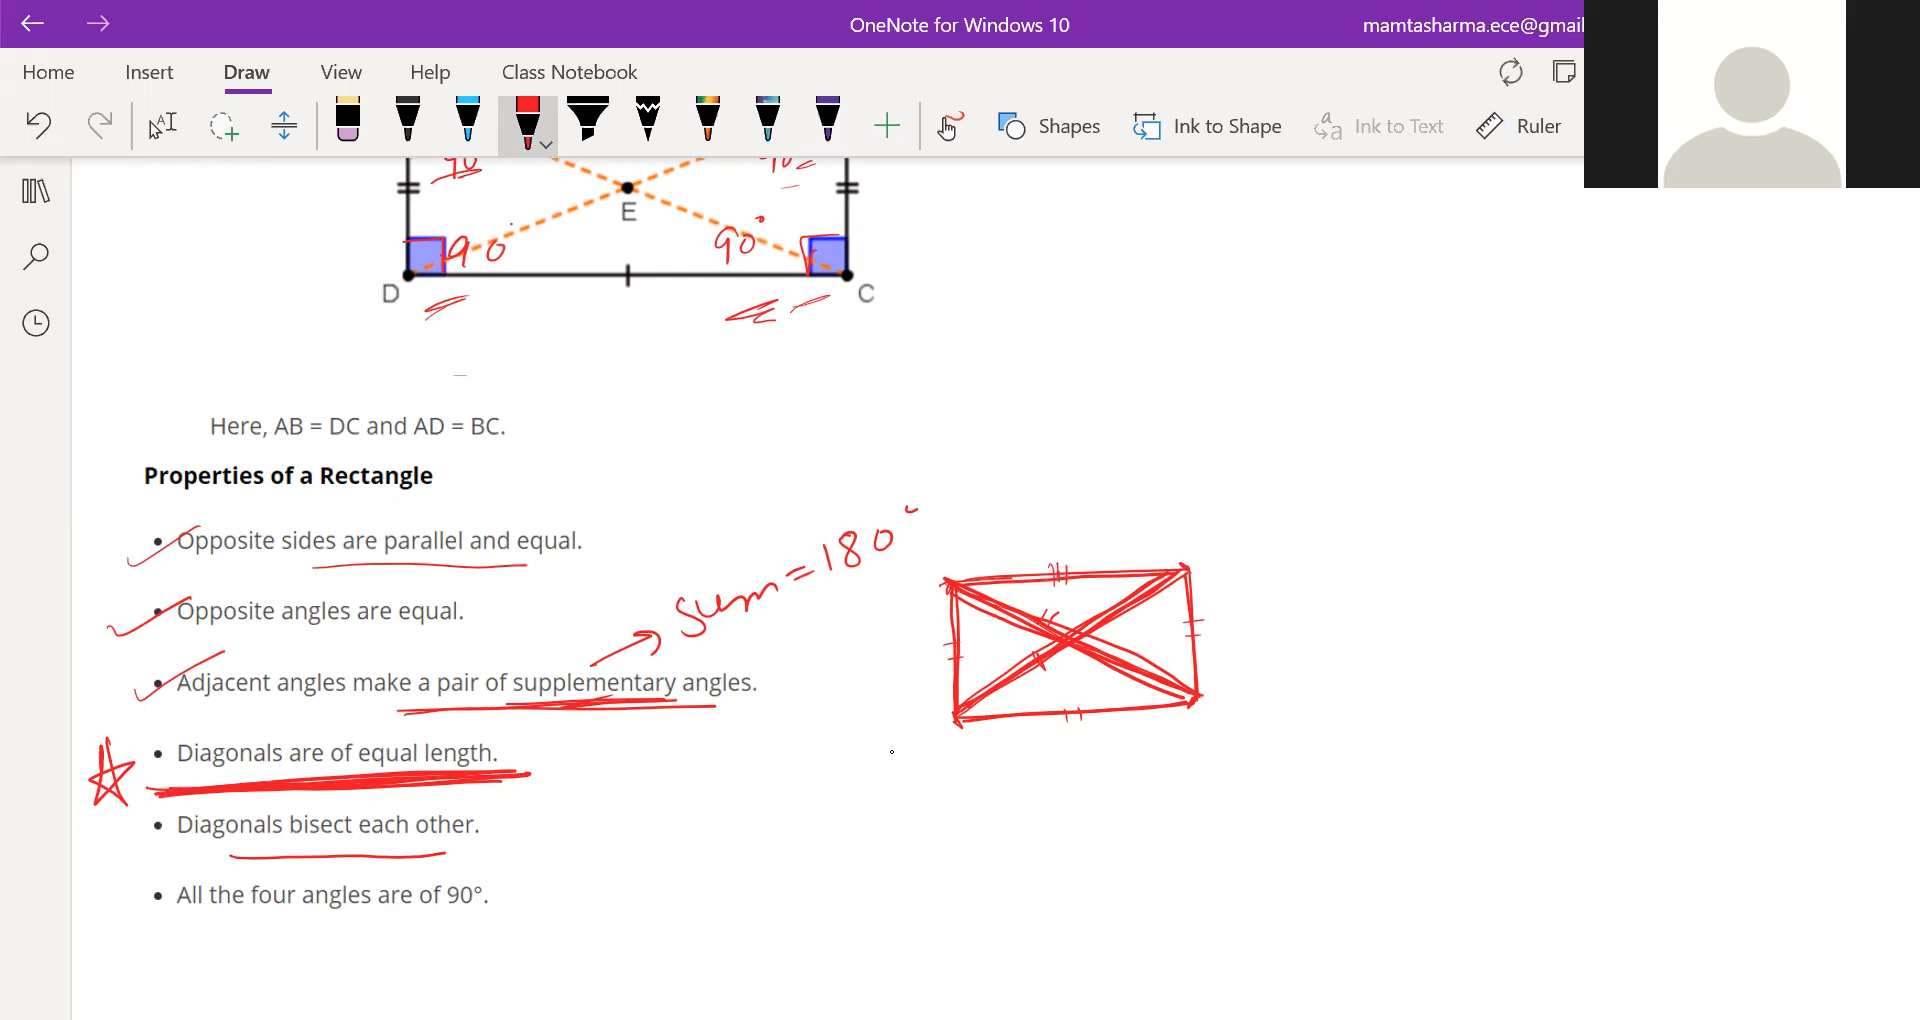 OneNote for Windows 10
mamtasharma.ece@gmail
Home Insert Draw View Help Class Notebook
Shapes Ink to Shape Ink to Text Ruler
90 90
E
90° 90°
D C
Here, AB = DC and AD = BC.
Properties of a Rectangle
• Opposite sides are parallel and equal.
• Opposite angles are equal.
Sum = 180°
• Adjacent angles make a pair of supplementary angles.
• Diagonals are of equal length.
• Diagonals bisect each other.
• All the four angles are of 90°.